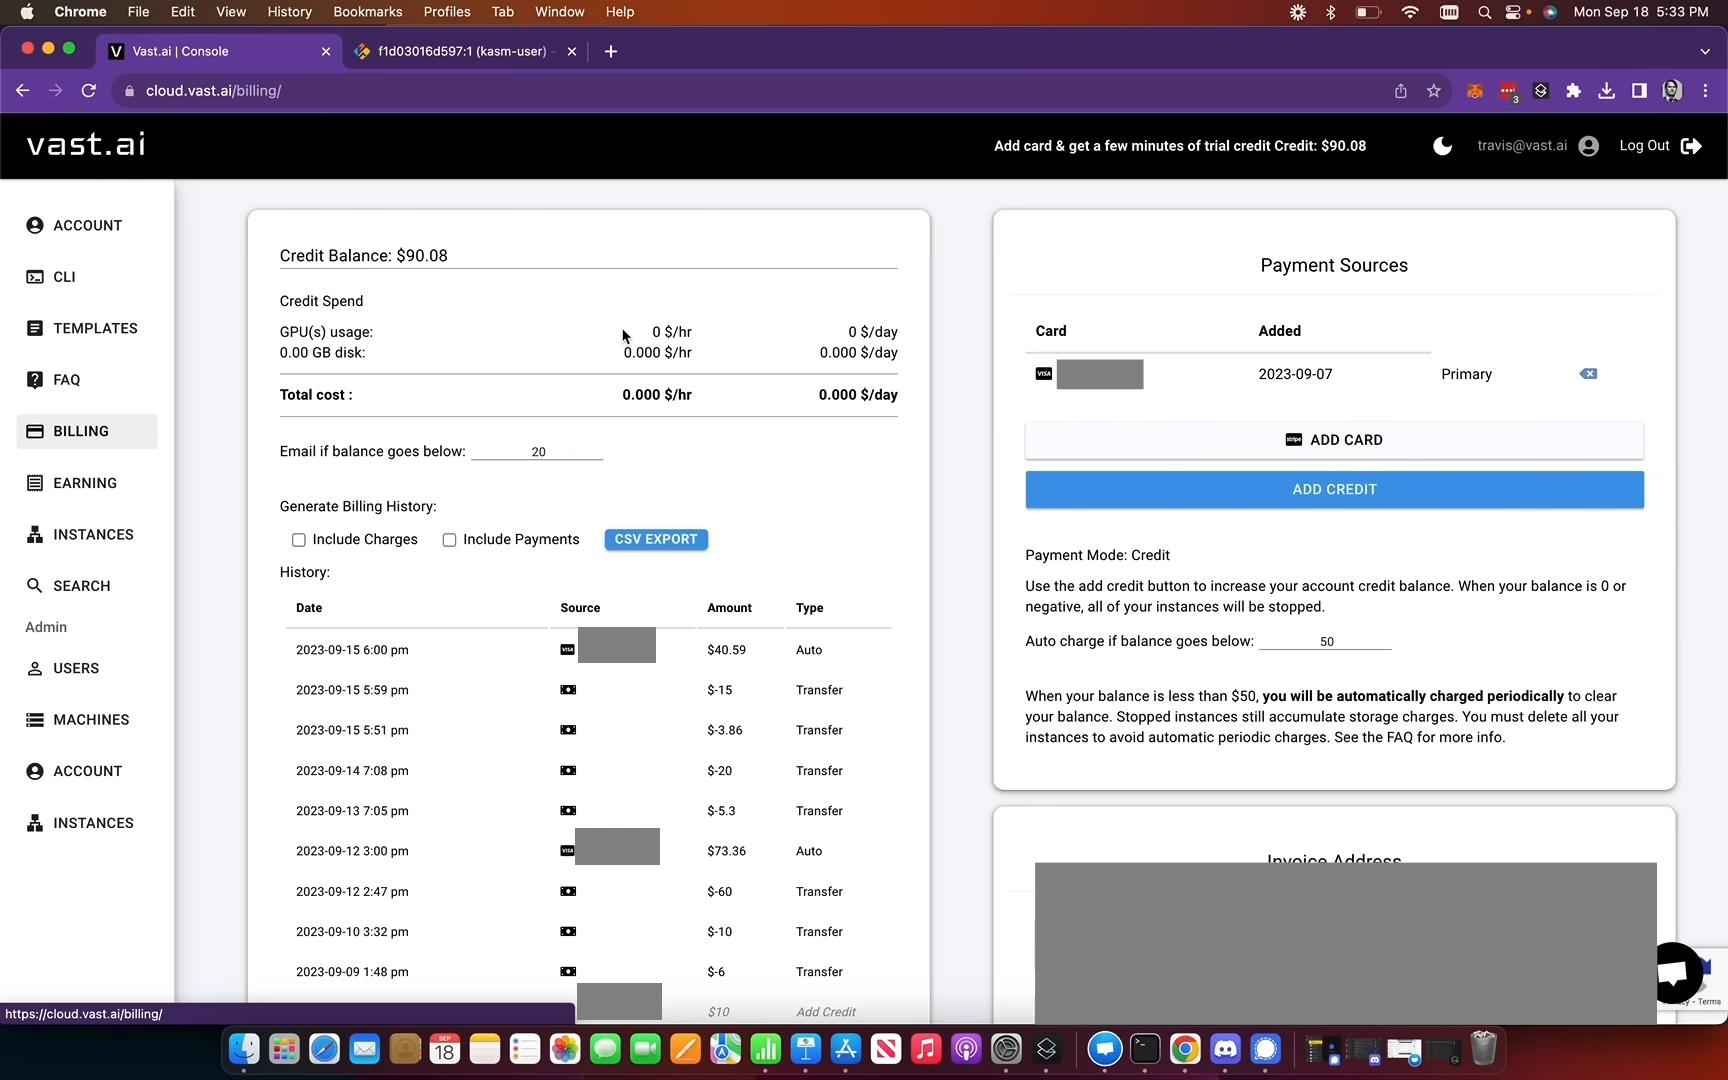 Chrome File Edit View History Bookmarks Profiles Tab Window Help Mon Sep 18 5:33 PM
Vast.ai | Console f1d03016d597:1 (kasm-user) -
cloud.vast.ai/billing/ 3
vast.ai Add card & get a few minutes of trial credit Credit: $90.08 travis@vast.ai Log Out
ACCOUNT
CLI
TEMPLATES
FAQ
BILLING
EARNING
INSTANCES
SEARCH
Admin
USERS
MACHINES
ACCOUNT
INSTANCES
Credit Balance: $90.08
Credit Spend
GPU(s) usage: 0 $/hr 0 $/day
0.00 GB disk: 0.000 $/hr 0.000 $/day
Total cost : 0.000 $/hr 0.000 $/day
Email if balance goes below: 20
Generate Billing History:
Include Charges Include Payments CSV EXPORT
History:
Date Source Amount Type
2023-09-15 6:00 pm VISA $40.59 Auto
2023-09-15 5:59 pm $-15 Transfer
2023-09-15 5:51 pm $-3.86 Transfer
2023-09-14 7:08 pm $-20 Transfer
2023-09-13 7:05 pm $-5.3 Transfer
2023-09-12 3:00 pm VISA $73.36 Auto
2023-09-12 2:47 pm $-60 Transfer
2023-09-10 3:32 pm $-10 Transfer
2023-09-09 1:48 pm $-6 Transfer
$10 Add Credit
Payment Sources
Card Added
VISA 2023-09-07 Primary
stripe ADD CARD
ADD CREDIT
Payment Mode: Credit
Use the add credit button to increase your account credit balance. When your balance is 0 or
negative, all of your instances will be stopped.
Auto charge if balance goes below: 50
When your balance is less than $50, you will be automatically charged periodically to clear
your balance. Stopped instances still accumulate storage charges. You must delete all your
instances to avoid automatic periodic charges. See the FAQ for more info.
Invoice Address
- Terms
https://cloud.vast.ai/billing/
SEP
18